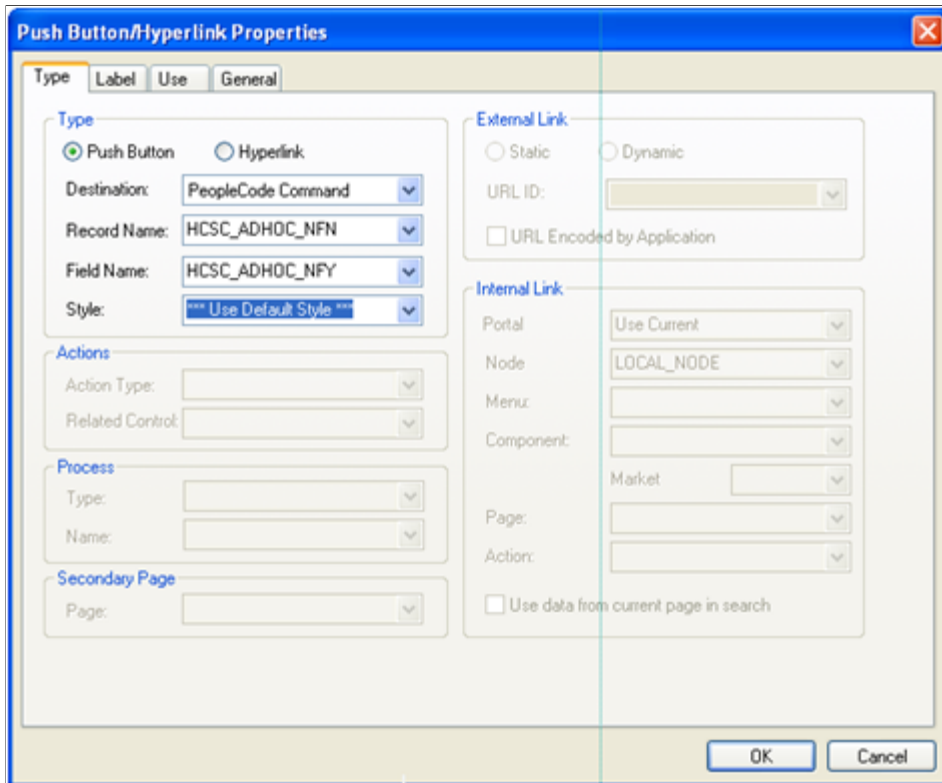 Push Button/Hyperlink Properties
Type Label Use General
Type
Push Button Hyperlink
Destination: PeopleCode Command
Record Name: HCSC_ADHOC_NFN
Field Name: HCSC_ADHOC_NFY
Style: *** Use Default Style ***
Actions
Action Type:
Related Control:
Process
Type:
Name:
Secondary Page
Page:
External Link
Static Dynamic
URL ID:
URL Encoded by Application
Internal Link
Portal Use Current
Node LOCAL_NODE
Menu:
Component:
Market
Page:
Action:
Use data from current page in search
OK Cancel